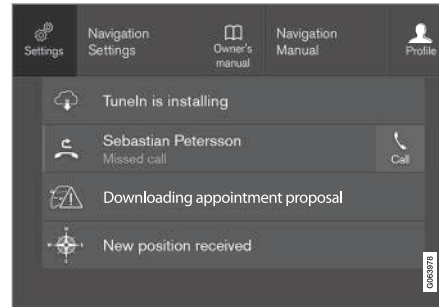 Settings
Navigation
Settings
Owner's
manual
Navigation
Manual
Profile
TuneIn is installing
Sebastian Petersson
Missed call
Call
Downloading appointment proposal
New position received
G063978